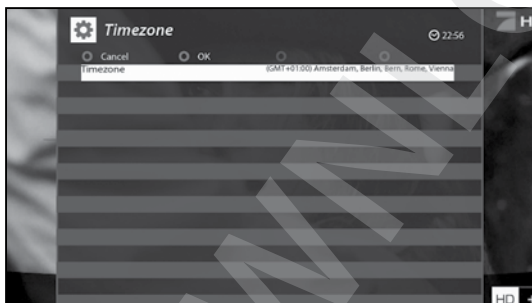 Timezone
22:56
Cancel OK
Timezone (GMT+01:00) Amsterdam, Berlin, Bern, Rome, Vienna
H
HD